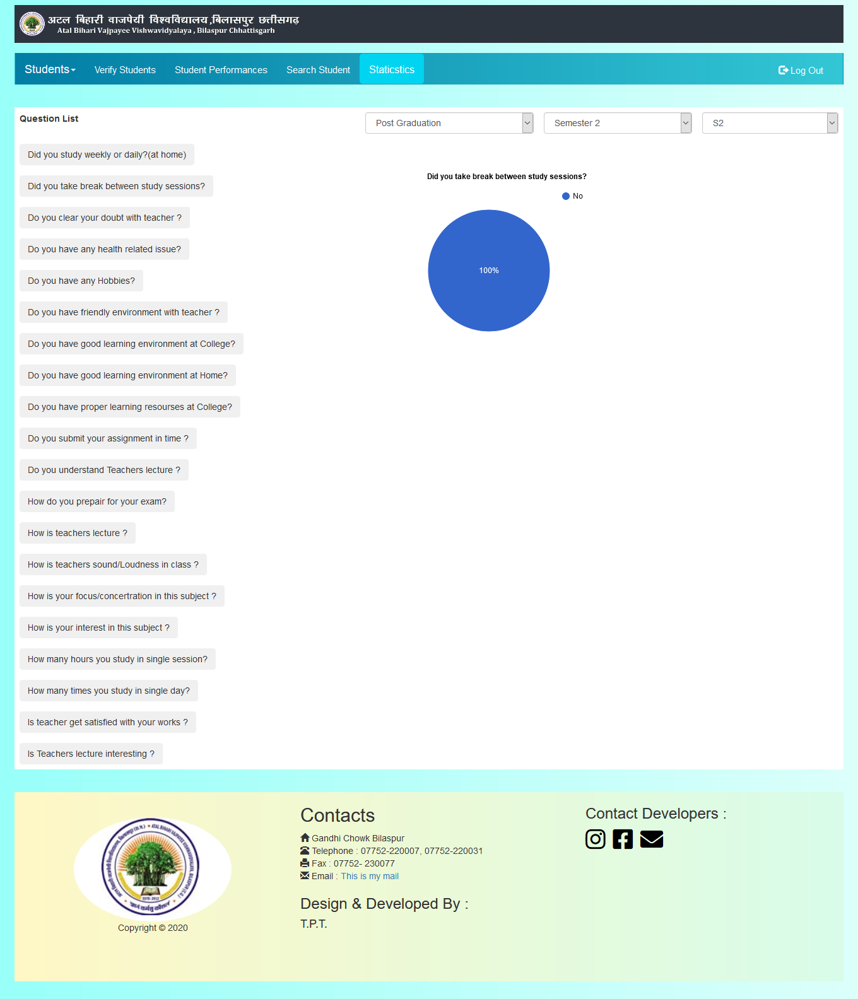 अटल बिहारी वाजपेयी विश्वविद्यालय ,बिलासपुर छत्तीसगढ़
Atal Bihari Vajpayee Vishwavidyalaya , Bilaspur Chhattisgarh
Students Verify Students Student Performances Search Student Staticstics Log Out
Question List
Post Graduation Semester 2 S2
Did you study weekly or daily?(at home)
Did you take break between study sessions?
Do you clear your doubt with teacher ?
Do you have any health related issue?
Do you have any Hobbies?
Do you have friendly environment with teacher ?
Do you have good learning environment at College?
Do you have good learning environment at Home?
Do you have proper learning resourses at College?
Do you submit your assignment in time ?
Do you understand Teachers lecture ?
How do you prepair for your exam?
How is teachers lecture ?
How is teachers sound/Loudness in class ?
How is your focus/concertration in this subject ?
How is your interest in this subject ?
How many hours you study in single session?
How many times you study in single day?
Is teacher get satisfied with your works ?
Is Teachers lecture interesting ?
Did you take break between study sessions?
No
100%
ATAL BIHARI VAJPAYEE VISHWAVIDYALAYA, BILASPUR (C.G.)
ESTD. 2012
Copyright © 2020
Contacts
Gandhi Chowk Bilaspur
Telephone : 07752-220007, 07752-220031
Fax : 07752- 230077
Email : This is my mail
Design & Developed By :
T.P.T.
Contact Developers :